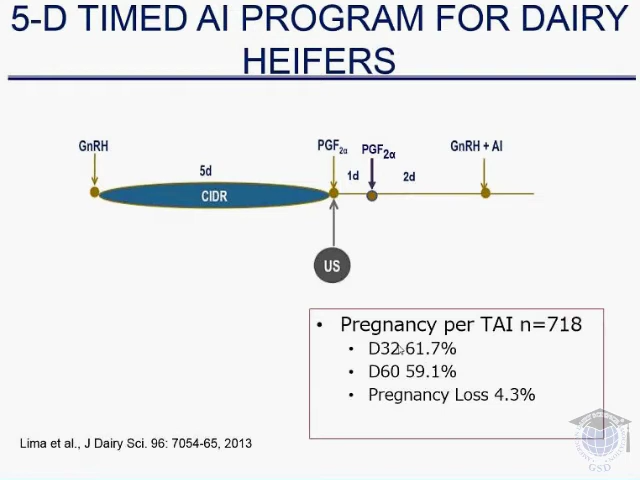 5-D TIMED AI PROGRAM FOR DAIRY
HEIFERS
GnRH
PGF2α
PGF2α
GnRH + AI
5d
1d
2d
CIDR
US
• Pregnancy per TAI n=718
• D32 61.7%
• D60 59.1%
• Pregnancy Loss 4.3%
Lima et al., J Dairy Sci. 96: 7054-65, 2013
GSD